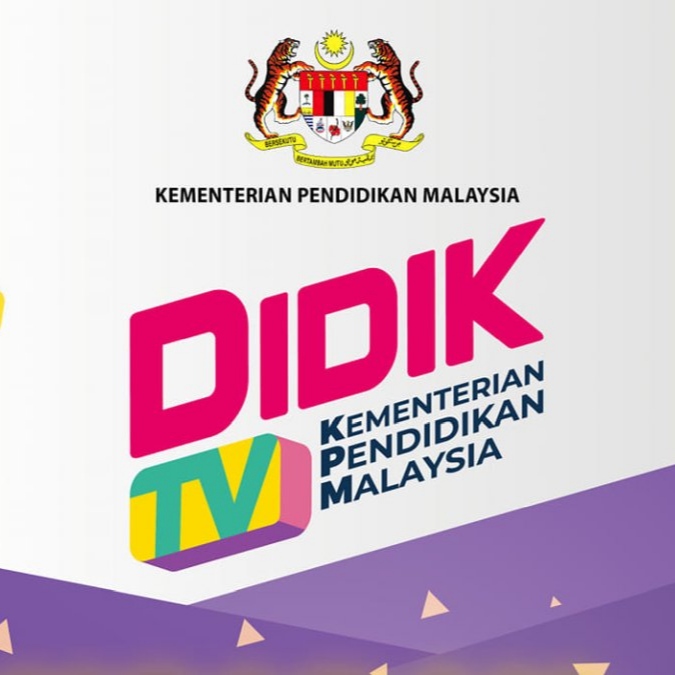 BERSEKUTU
BERTAMBAH MUTU
KEMENTERIAN PENDIDIKAN MALAYSIA
DIDIK
TV
KEMENTERIAN
PENDIDIKAN
MALAYSIA